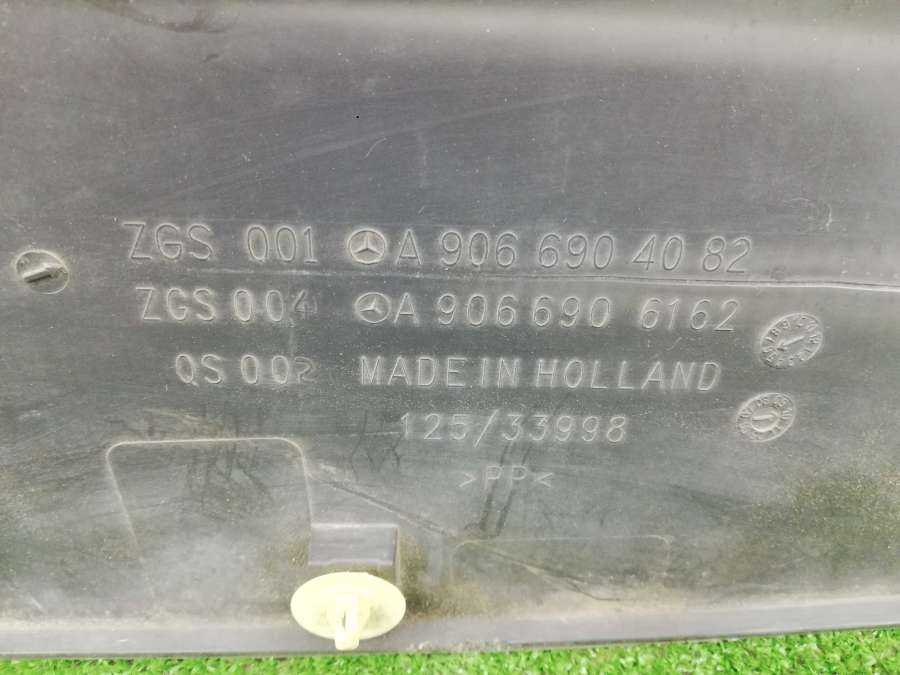 ZGS 001 A 906 690 40 82
ZGS 004 A 906 690 6162
QS 002 MADE IN HOLLAND
125/33998
>PP<